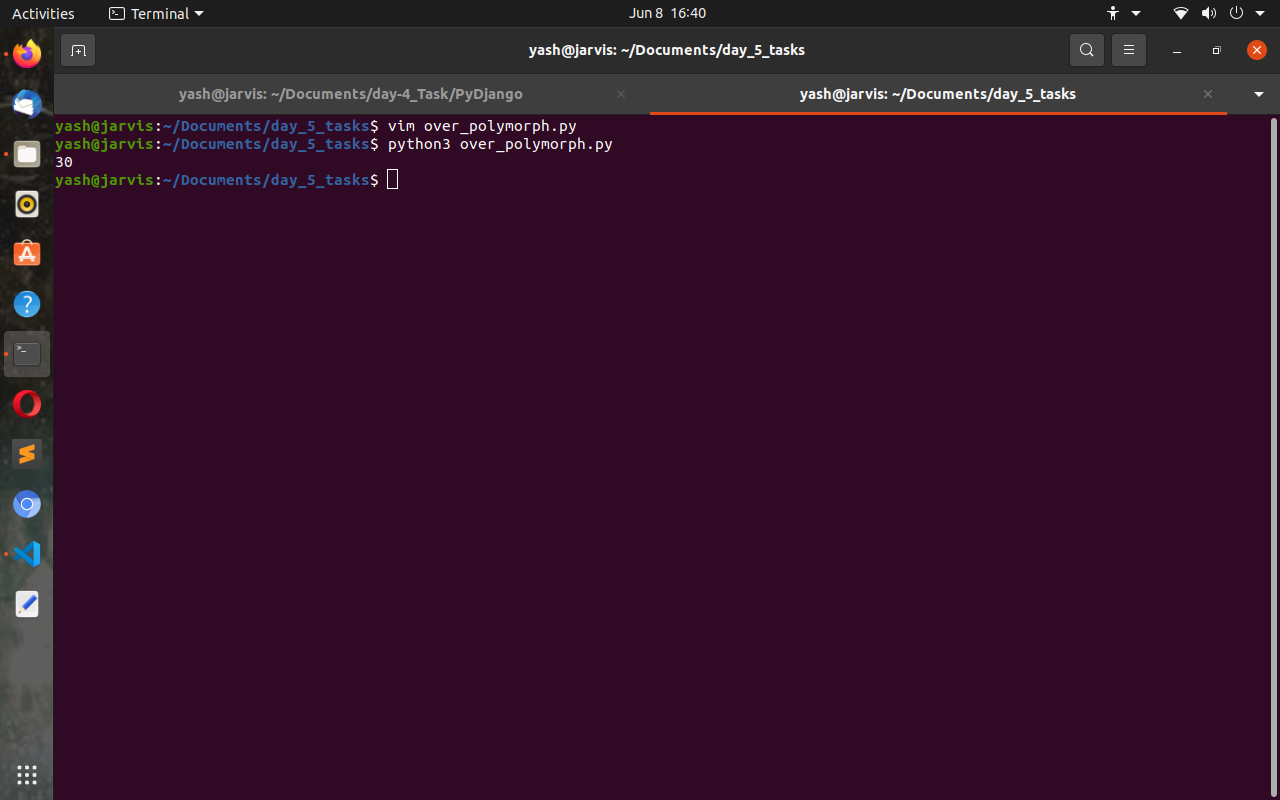 Activities Terminal Jun 8 16:40
yash@jarvis: ~/Documents/day_5_tasks
yash@jarvis: ~/Documents/day-4_Task/PyDjango yash@jarvis: ~/Documents/day_5_tasks
yash@jarvis:~/Documents/day_5_tasks$ vim over_polymorph.py
yash@jarvis:~/Documents/day_5_tasks$ python3 over_polymorph.py
30
yash@jarvis:~/Documents/day_5_tasks$